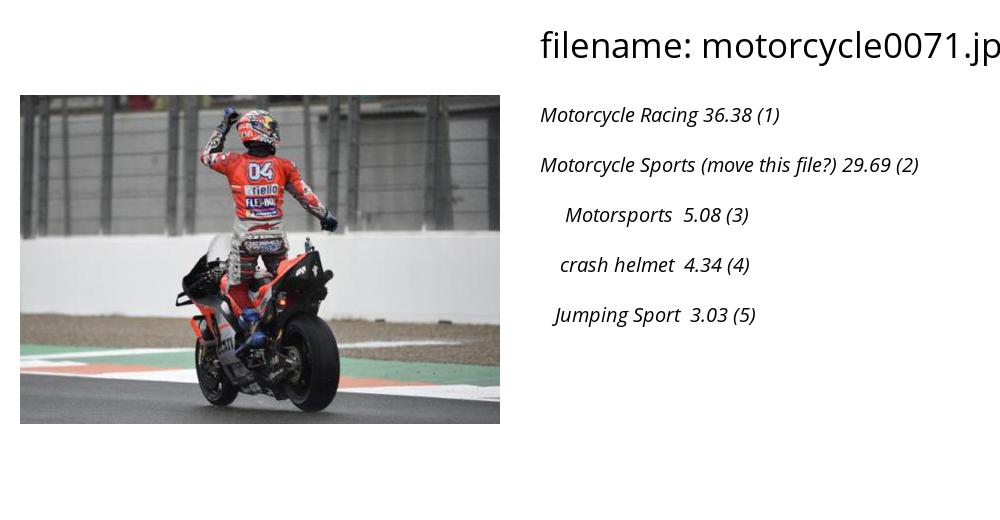 filename: motorcycle0071.jp
Motorcycle Racing 36.38 (1)
Motorcycle Sports (move this file?) 29.69 (2)
Motorsports 5.08 (3)
crash helmet 4.34 (4)
Jumping Sport 3.03 (5)
04
riello
FLEX-BOX